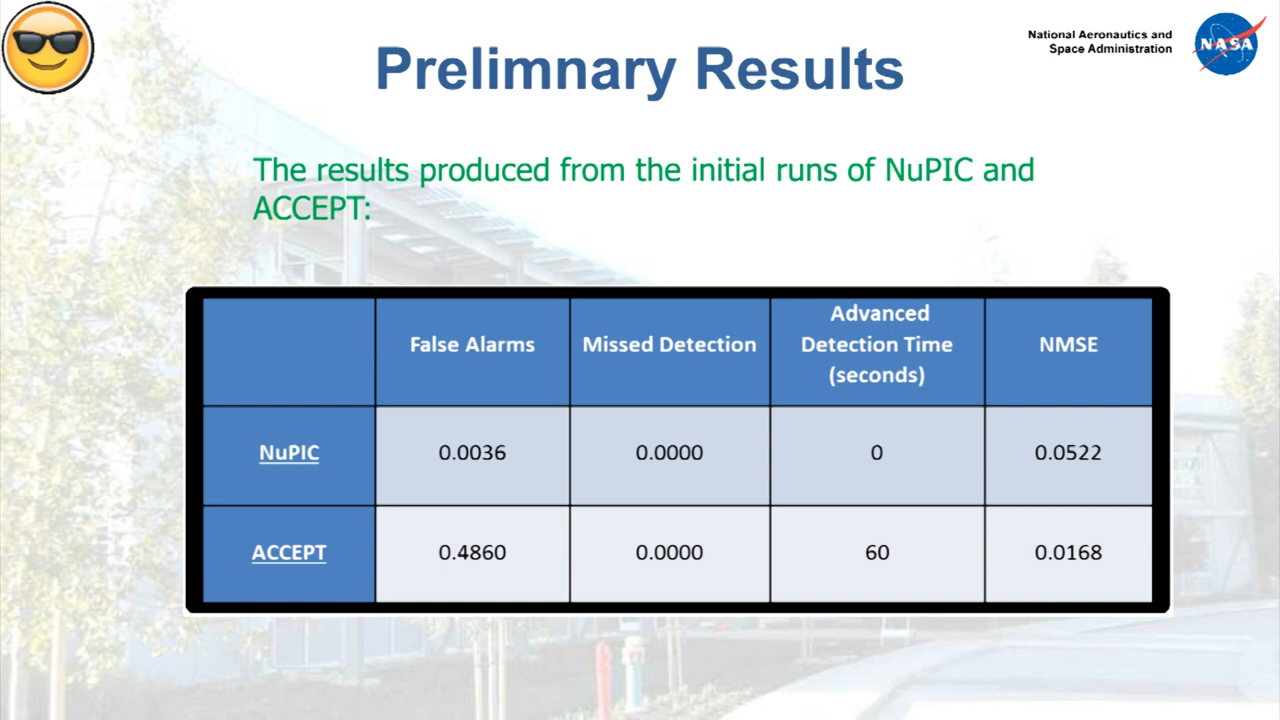 National Aeronautics and
Space Administration
NASA
Prelimnary Results
The results produced from the initial runs of NuPIC and
ACCEPT:
False Alarms
Missed Detection
Advanced
Detection Time
(seconds)
NMSE
NuPIC
0.0036
0.0000
0
0.0522
ACCEPT
0.4860
0.0000
60
0.0168